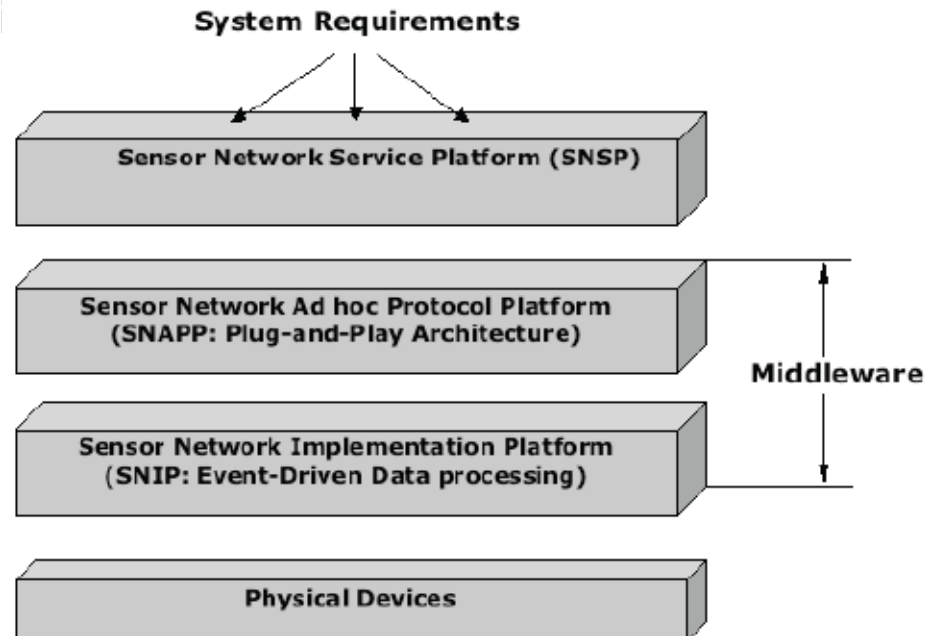 System Requirements
Sensor Network Service Platform (SNSP)
Sensor Network Ad hoc Protocol Platform
(SNAPP: Plug-and-Play Architecture)
Middleware
Sensor Network Implementation Platform
(SNIP: Event-Driven Data processing)
Physical Devices